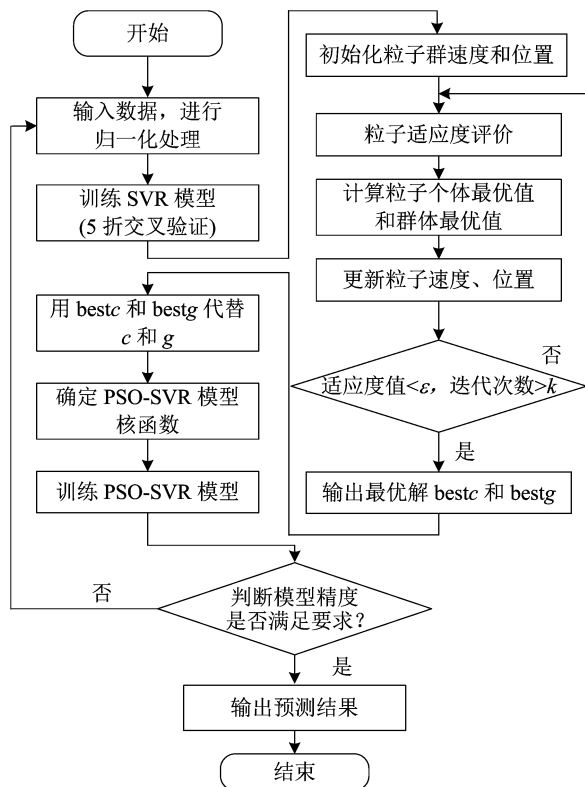 开始
输入数据，进行
归一化处理
训练 SVR 模型
(5 折交叉验证)
初始化粒子群速度和位置
粒子适应度评价
计算粒子个体最优值
和群体最优值
更新粒子速度、位置
适应度值<ε，迭代次数>k
否
是
输出最优解 bestc 和 bestg
用 bestc 和 bestg 代替
c 和 g
确定 PSO-SVR 模型
核函数
训练 PSO-SVR 模型
判断模型精度
是否满足要求？
否
是
输出预测结果
结束